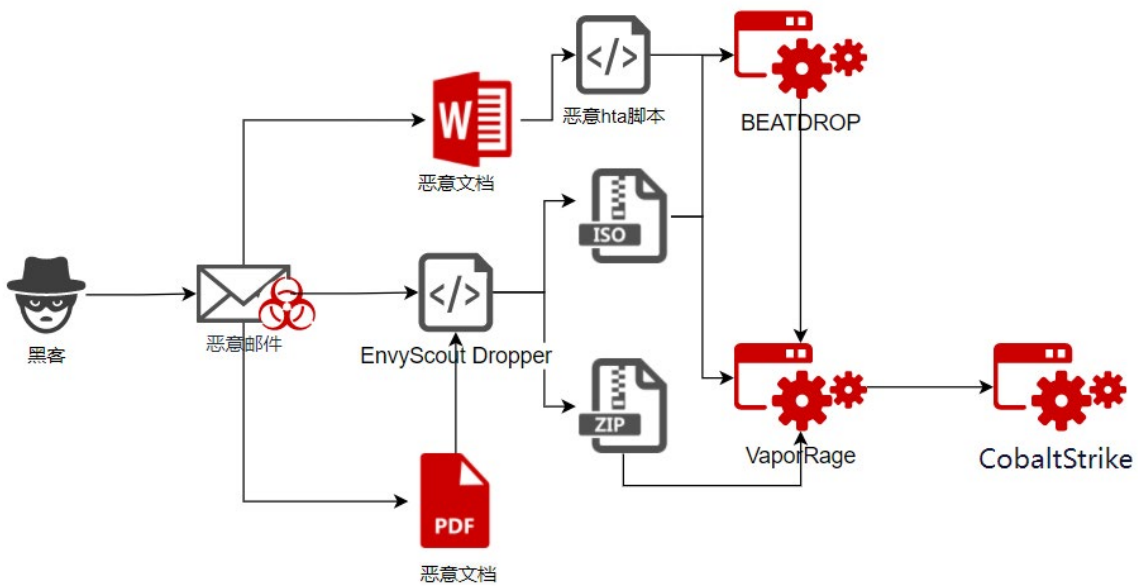 恶意hta脚本
BEATDROP
W
恶意文档
ISO
黑客
恶意邮件
EnvyScout Dropper
ZIP
VaporRage
CobaltStrike
PDF
恶意文档